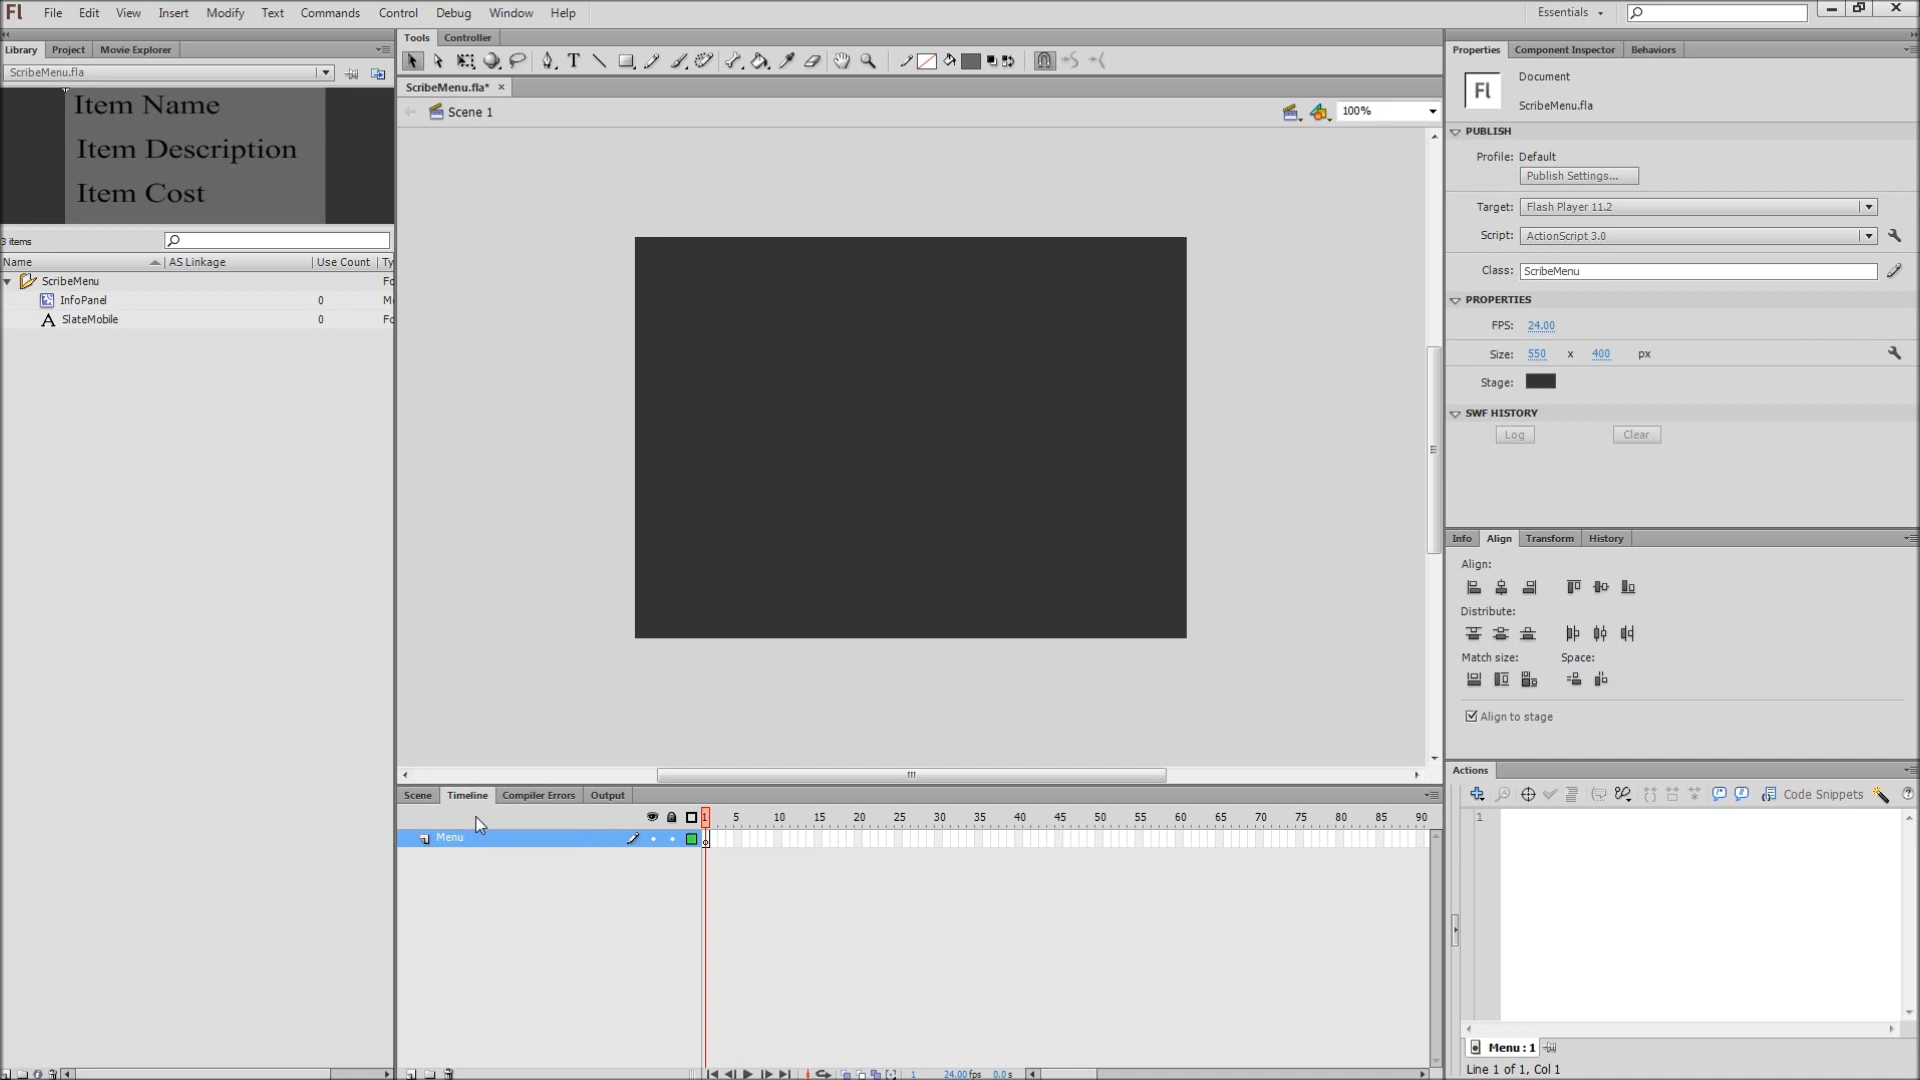 Fl File Edit View Insert Modify Text Commands Control Debug Window Help Essentials
Library Project Movie Explorer
ScribeMenu.fla
Item Name
Item Description
Item Cost
3 items
Name AS Linkage Use Count Ty
ScribeMenu Fo
InfoPanel 0 M
SlateMobile 0 Fo
Tools Controller
ScribeMenu.fla*
Scene 1 100%
Scene Timeline Compiler Errors Output
1 5 10 15 20 25 30 35 40 45 50 55 60 65 70 75 80 85 90
Menu
1 24.00 fps 0.0 s
Properties Component Inspector Behaviors
Fl
Document
ScribeMenu.fla
PUBLISH
Profile: Default
Publish Settings...
Target: Flash Player 11.2
Script: ActionScript 3.0
Class: ScribeMenu
PROPERTIES
FPS: 24.00
Size: 550 x 400 px
Stage:
SWF HISTORY
Log Clear
Info Align Transform History
Align:
Distribute:
Match size: Space:
Align to stage
Actions
Code Snippets
1
Menu : 1
Line 1 of 1, Col 1